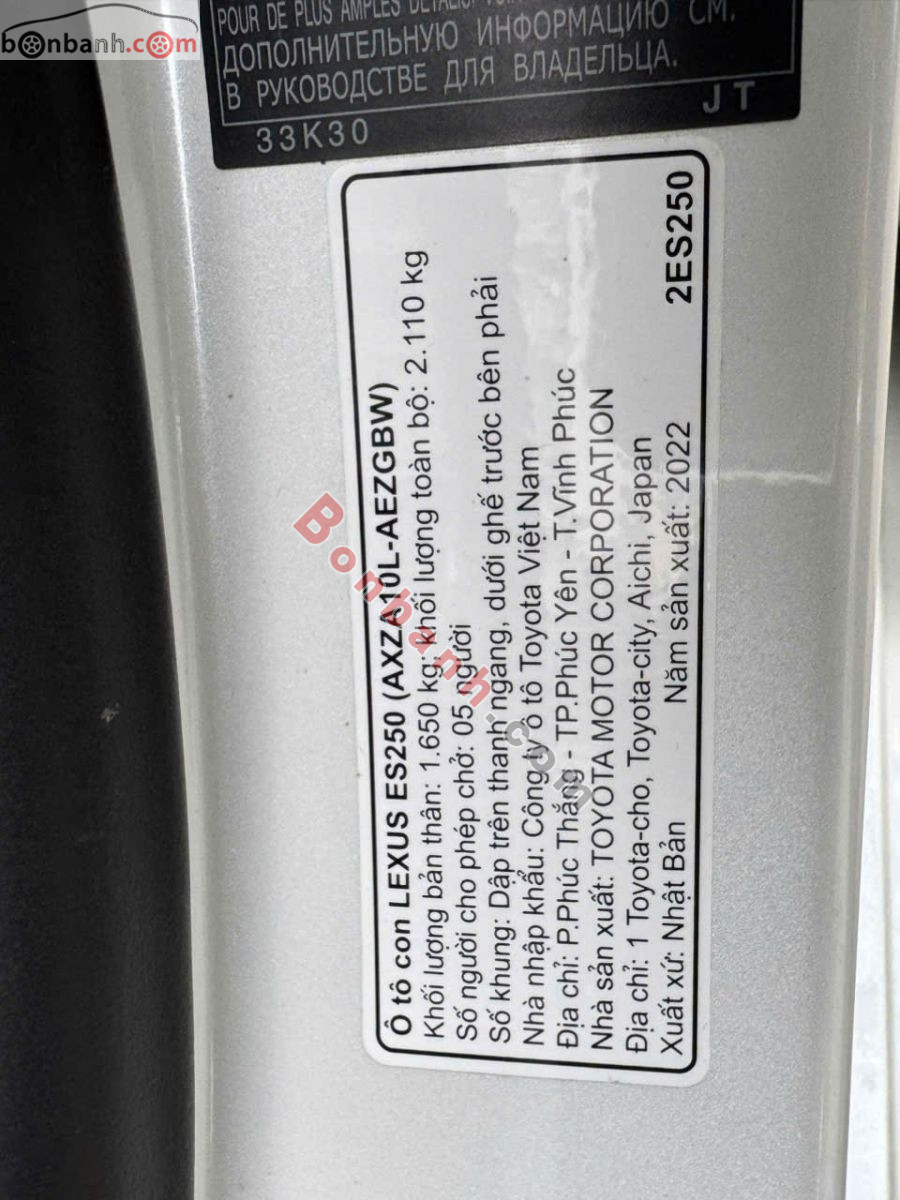 bonbanh.com
POUR DE PLUS AMPLES DÉTAILS,
ДОПОЛНИТЕЛЬНУЮ ИНФОРМАЦИЮ СМ.
В РУКОВОДСТВЕ ДЛЯ ВЛАДЕЛЬЦА.
33K30 JT
Ô tô con LEXUS ES250 (AXZA10L-AEZGBW)
Khối lượng bản thân: 1.650 kg; khối lượng toàn bộ: 2.110 kg
Số người cho phép chở: 05 người
Số khung: Dập trên thanh ngang, dưới ghế trước bên phải
Nhà nhập khẩu: Công ty ô tô Toyota Việt Nam
Địa chỉ: P.Phúc Thắng - TP.Phúc Yên - T.Vĩnh Phúc
Nhà sản xuất: TOYOTA MOTOR CORPORATION
Địa chỉ: 1 Toyota-cho, Toyota-city, Aichi, Japan
Xuất xứ: Nhật Bản Năm sản xuất: 2022 2ES250
Bonbanh.com